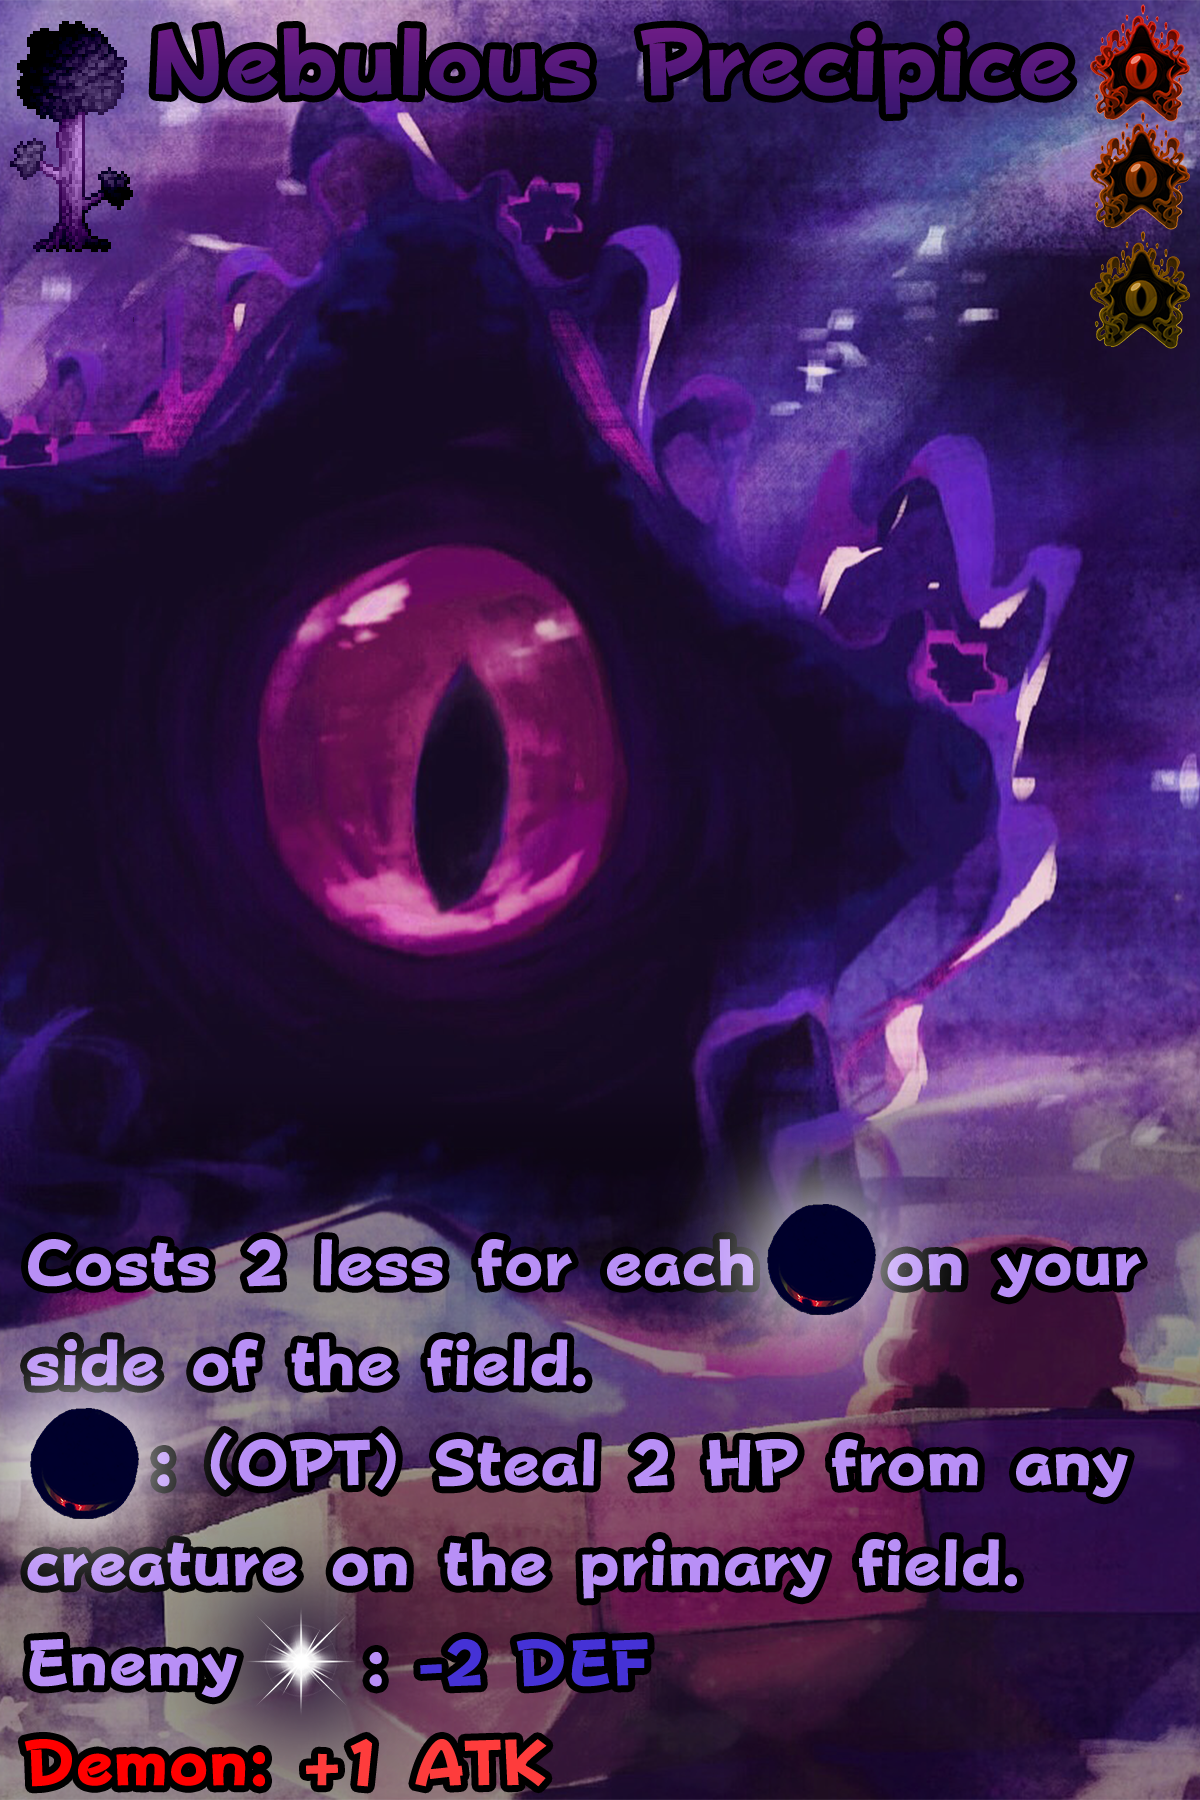 Nebulous Precipice
Costs 2 less for each on your
side of the field.
: (OPT) Steal 2 HP from any
creature on the primary field.
Enemy : -2 DEF
Demon: +1 ATK